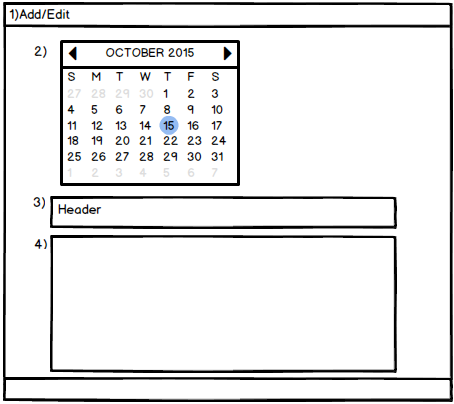 1)Add/Edit
2)
OCTOBER 2015
S M T W T F S
27 28 29 30 1 2 3
4 5 6 7 8 9 10
11 12 13 14 15 16 17
18 19 20 21 22 23 24
25 26 27 28 29 30 31
1 2 3 4 5 6 7
3)
Header
4)